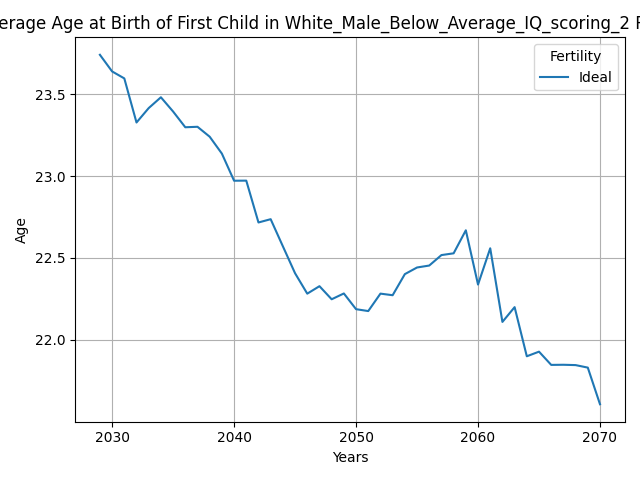 Average Age at Birth of First Child in White_Male_Below_Average_IQ_scoring_2
Fertility
Ideal
23.5
23.0
22.5
22.0
Age
2030 2040 2050 2060 2070
Years